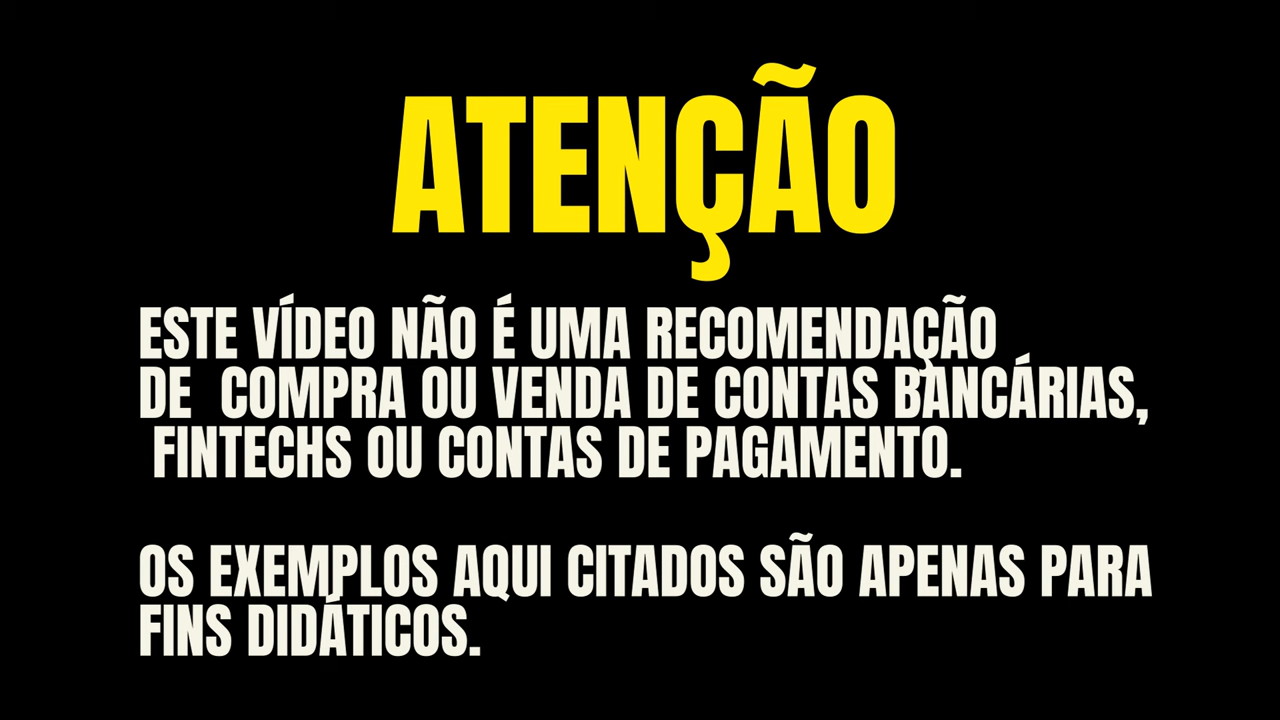 ATENÇÃO
ESTE VÍDEO NÃO É UMA RECOMENDAÇÃO
DE COMPRA OU VENDA DE CONTAS BANCÁRIAS,
FINTECHS OU CONTAS DE PAGAMENTO.
OS EXEMPLOS AQUI CITADOS SÃO APENAS PARA
FINS DIDÁTICOS.